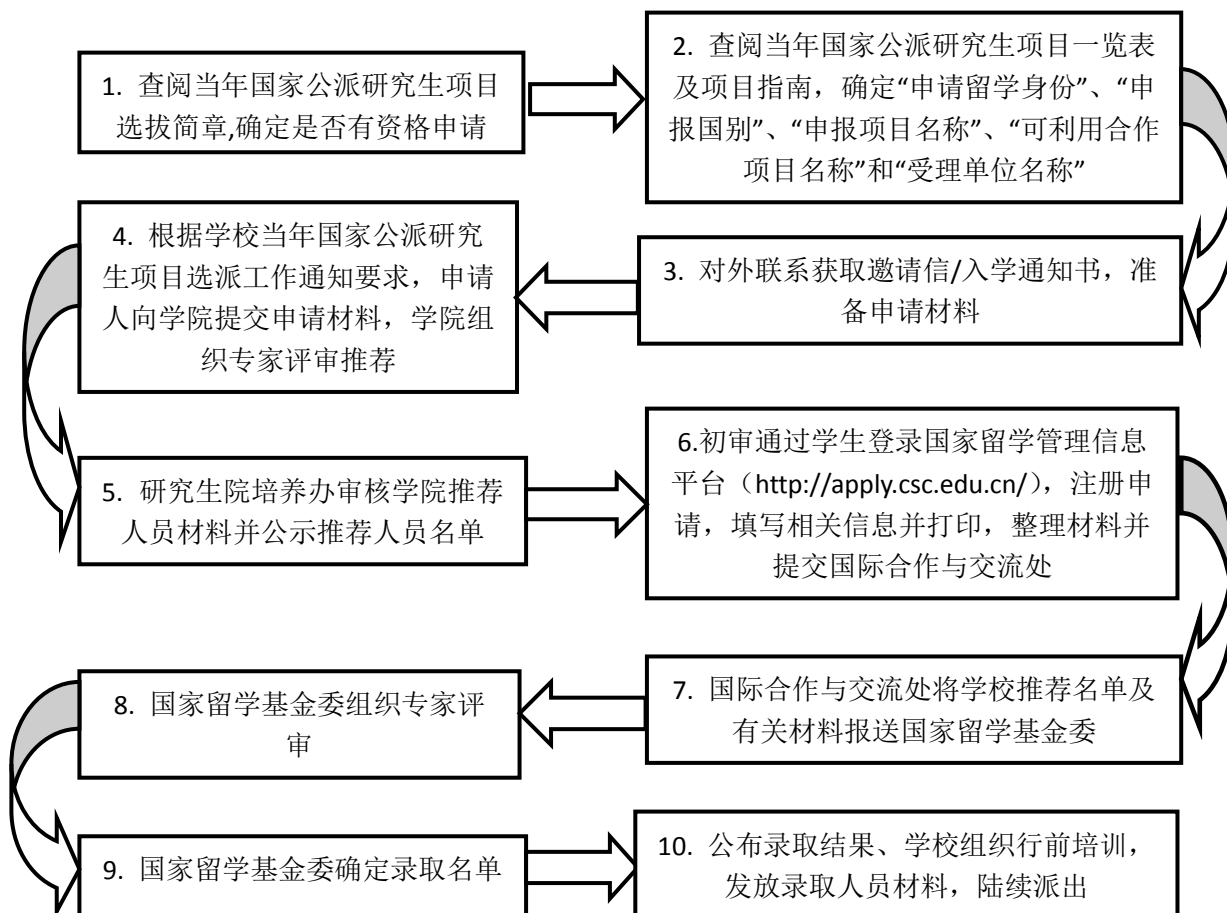 1. 查阅当年国家公派研究生项目
选拔简章,确定是否有资格申请
2. 查阅当年国家公派研究生项目一览表
及项目指南，确定“申请留学身份”、“申
报国别”、“申报项目名称”、“可利用合作
项目名称”和“受理单位名称”
3. 对外联系获取邀请信/入学通知书，准
备申请材料
4. 根据学校当年国家公派研究
生项目选派工作通知要求，申请
人向学院提交申请材料，学院组
织专家评审推荐
5. 研究生院培养办审核学院推荐
人员材料并公示推荐人员名单
6.初审通过学生登录国家留学管理信息
平台（http://apply.csc.edu.cn/），注册申
请，填写相关信息并打印，整理材料并
提交国际合作与交流处
7. 国际合作与交流处将学校推荐名单及
有关材料报送国家留学基金委
8. 国家留学基金委组织专家评
审
9. 国家留学基金委确定录取名单
10. 公布录取结果、学校组织行前培训，
发放录取人员材料，陆续派出